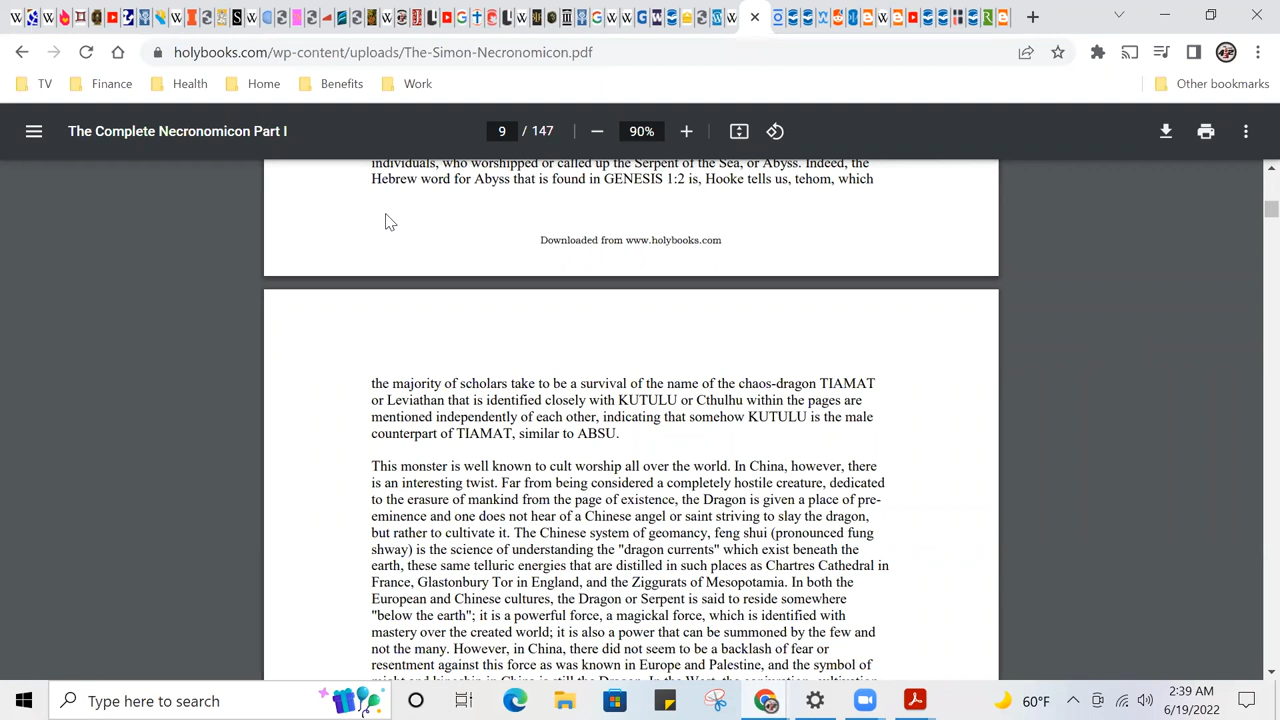 holybooks.com/wp-content/uploads/The-Simon-Necronomicon.pdf
TV
Finance
Health
Home
Benefits
Work
Other bookmarks
The Complete Necronomicon Part I
9 / 147
90%
individuals, who worshipped or called up the Serpent of the Sea, or Abyss. Indeed, the
Hebrew word for Abyss that is found in GENESIS 1:2 is, Hooke tells us, tehom, which
Downloaded from www.holybooks.com
the majority of scholars take to be a survival of the name of the chaos-dragon TIAMAT
or Leviathan that is identified closely with KUTULU or Cthulhu within the pages are
mentioned independently of each other, indicating that somehow KUTULU is the male
counterpart of TIAMAT, similar to ABSU.
This monster is well known to cult worship all over the world. In China, however, there
is an interesting twist. Far from being considered a completely hostile creature, dedicated
to the erasure of mankind from the page of existence, the Dragon is given a place of pre-
eminence and one does not hear of a Chinese angel or saint striving to slay the dragon,
but rather to cultivate it. The Chinese system of geomancy, feng shui (pronounced fung
shway) is the science of understanding the "dragon currents" which exist beneath the
earth, these same telluric energies that are distilled in such places as Chartres Cathedral in
France, Glastonbury Tor in England, and the Ziggurats of Mesopotamia. In both the
European and Chinese cultures, the Dragon or Serpent is said to reside somewhere
"below the earth"; it is a powerful force, a magickal force, which is identified with
mastery over the created world; it is also a power that can be summoned by the few and
not the many. However, in China, there did not seem to be a backlash of fear or
resentment against this force as was known in Europe and Palestine, and the symbol of
might and kingship in China is still the Dragon. In the West, the conjuration, cultivation
Type here to search
60°F
2:39 AM
6/19/2022